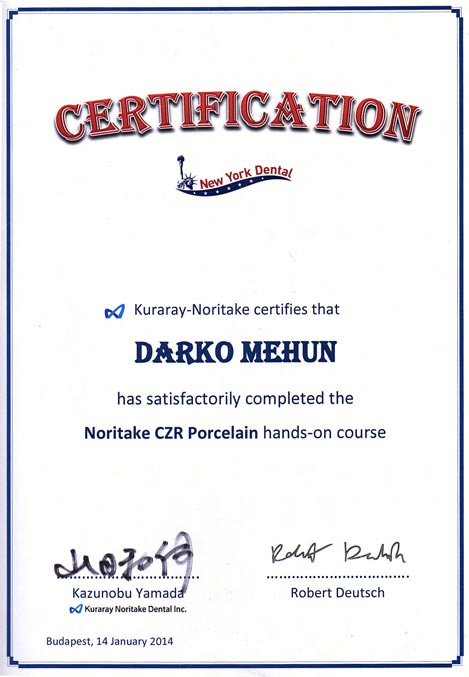 CERTIFICATION
New York Dental
Kuraray-Noritake certifies that
DARKO MEHUN
has satisfactorily completed the
Noritake CZR Porcelain hands-on course
Kazunobu Yamada
Robert Deutsch
Kuraray Noritake Dental Inc.
Budapest, 14 January 2014